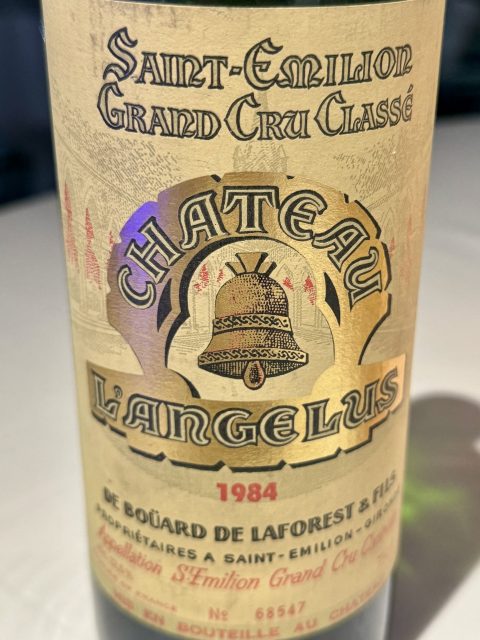 SAINT-EMILION
GRAND CRU CLASSÉ
CHATEAU
L'ANGELUS
1984
DE BOÜARD DE LAFOREST & FILS
PROPRIÉTAIRES A SAINT-EMILION-GIRONDE
Appellation St Emilion Grand Cru
FRANCE
Nº 68547
MIS EN BOUTEILLE AU CHATEAU